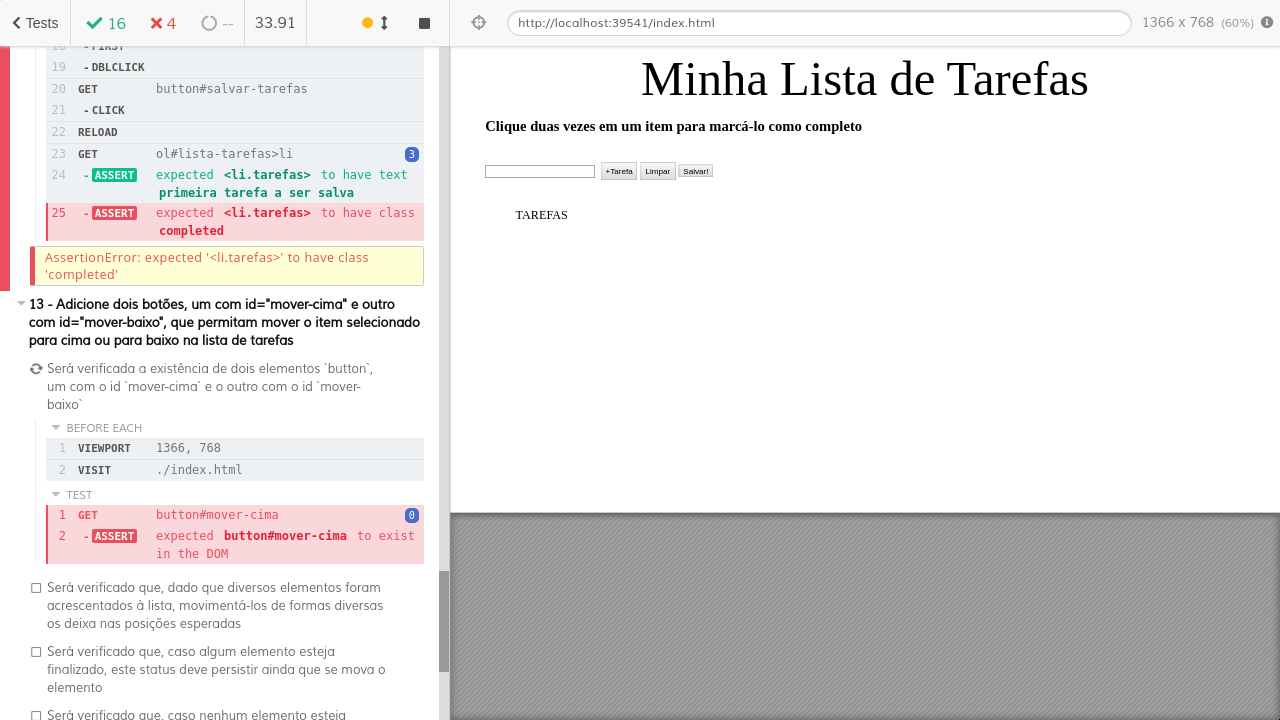 Tests
16
4
--
33.91
http://localhost:39541/index.html
1366 x 768 (60%)
18 - FIRST
19 - DBLCLICK
20 GET button#salvar-tarefas
21 - CLICK
22 RELOAD
23 GET ol#lista-tarefas>li 3
24 - ASSERT expected <li.tarefas> to have text
primeira tarefa a ser salva
25 - ASSERT expected <li.tarefas> to have class
completed
AssertionError: expected '<li.tarefas>' to have class
'completed'
13 - Adicione dois botões, um com id="mover-cima" e outro
com id="mover-baixo", que permitam mover o item selecionado
para cima ou para baixo na lista de tarefas
Será verificada a existência de dois elementos `button`,
um com o id `mover-cima` e o outro com o id `mover-
baixo`
BEFORE EACH
1 VIEWPORT 1366, 768
2 VISIT ./index.html
TEST
1 GET button#mover-cima 0
2 - ASSERT expected button#mover-cima to exist
in the DOM
Será verificado que, dado que diversos elementos foram
acrescentados à lista, movimentá-los de formas diversas
os deixa nas posições esperadas
Será verificado que, caso algum elemento esteja
finalizado, este status deve persistir ainda que se mova o
elemento
Será verificado que, caso nenhum elemento esteja
Minha Lista de Tarefas
Clique duas vezes em um item para marcá-lo como completo
+Tarefa Limpar Salvar!
TAREFAS